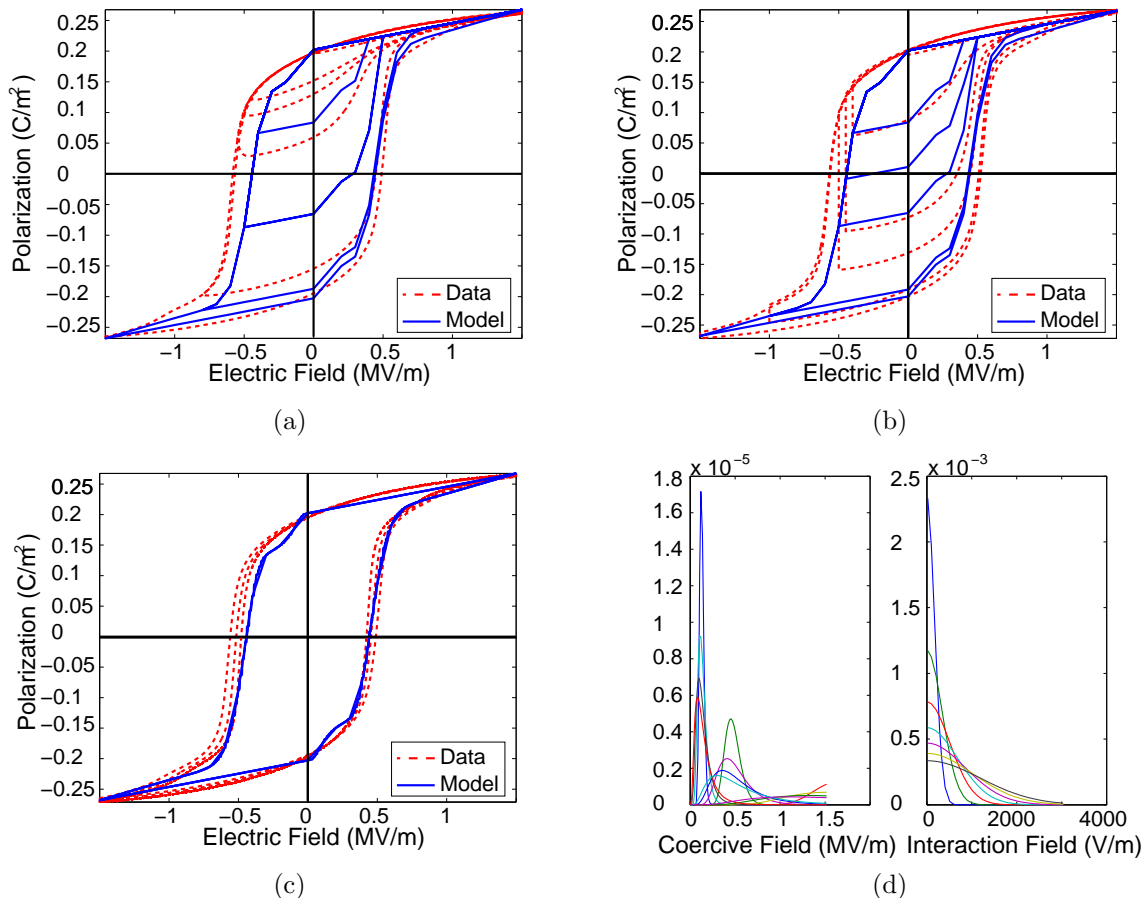 0.25
0.2
0.15
0.1
0.05
0
−0.05
−0.1
−0.15
−0.2
−0.25
Polarization (C/m²)
Data
Model
−1 −0.5 0 0.5 1
Electric Field (MV/m)
(a)
0.25
0.2
0.15
0.1
0.05
0
−0.05
−0.1
−0.15
−0.2
−0.25
Polarization (C/m²)
Data
Model
−1 −0.5 0 0.5 1
Electric Field (MV/m)
(b)
0.25
0.2
0.15
0.1
0.05
0
−0.05
−0.1
−0.15
−0.2
−0.25
Polarization (C/m²)
Data
Model
−1 −0.5 0 0.5 1
Electric Field (MV/m)
(c)
x 10⁻⁵
1.8
1.6
1.4
1.2
1
0.8
0.6
0.4
0.2
0
0 0.5 1.0 1.5
Coercive Field (MV/m)
x 10⁻³
2.5
2
1.5
1
0.5
0
0 2000 4000
Interaction Field (V/m)
(d)